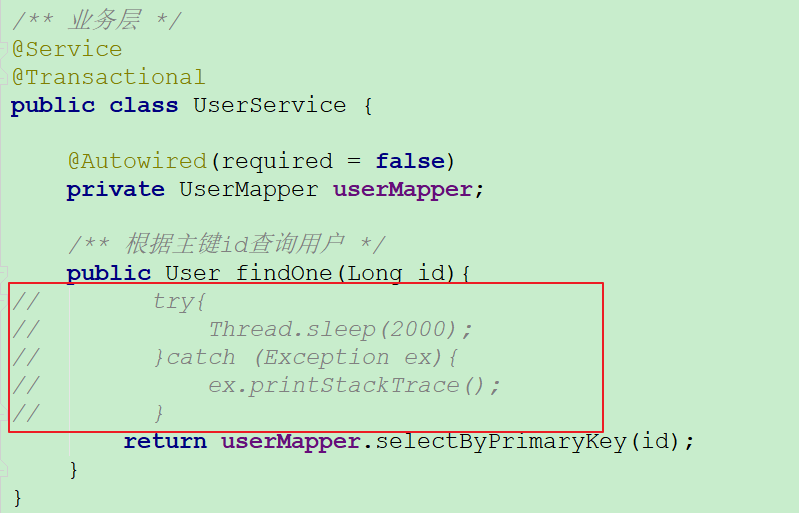 /** 业务层 */
@Service
@Transactional
public class UserService {
@Autowired(required = false)
private UserMapper userMapper;
/** 根据主键id查询用户 */
public User findOne(Long id){
// try{
// Thread.sleep(2000);
// }catch (Exception ex){
// ex.printStackTrace();
// }
return userMapper.selectByPrimaryKey(id);
}
}